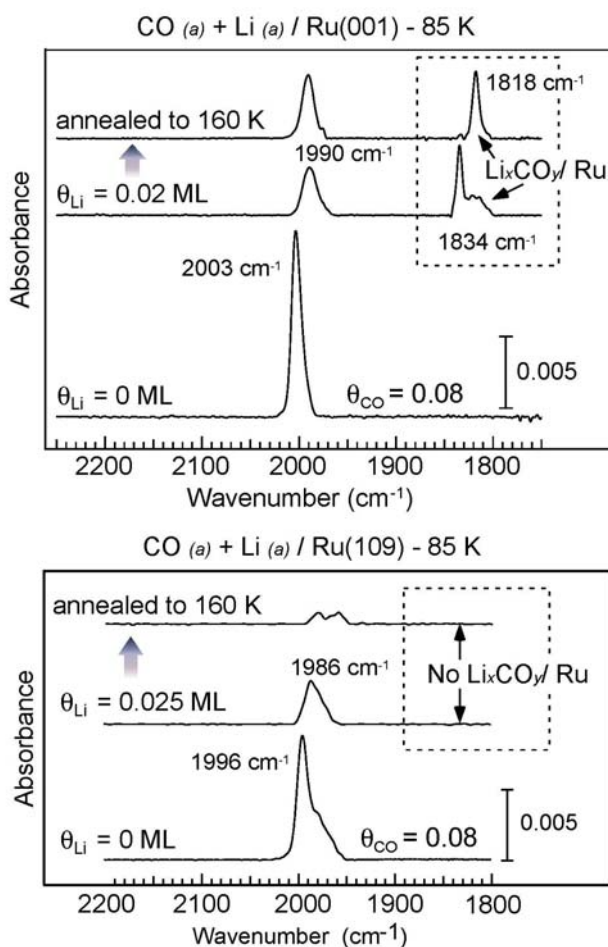 CO (a) + Li (a) / Ru(001) - 85 K
1818 cm-1
annealed to 160 K
1990 cm-1
LixCOy/ Ru
θLi = 0.02 ML
1834 cm-1
2003 cm-1
0.005
θLi = 0 ML
θCO = 0.08
Absorbance
2200 2100 2000 1900 1800
Wavenumber (cm-1)
CO (a) + Li (a) / Ru(109) - 85 K
annealed to 160 K
1986 cm-1
No LixCOy/ Ru
θLi = 0.025 ML
1996 cm-1
0.005
θLi = 0 ML
θCO = 0.08
Absorbance
2200 2100 2000 1900 1800
Wavenumber (cm-1)